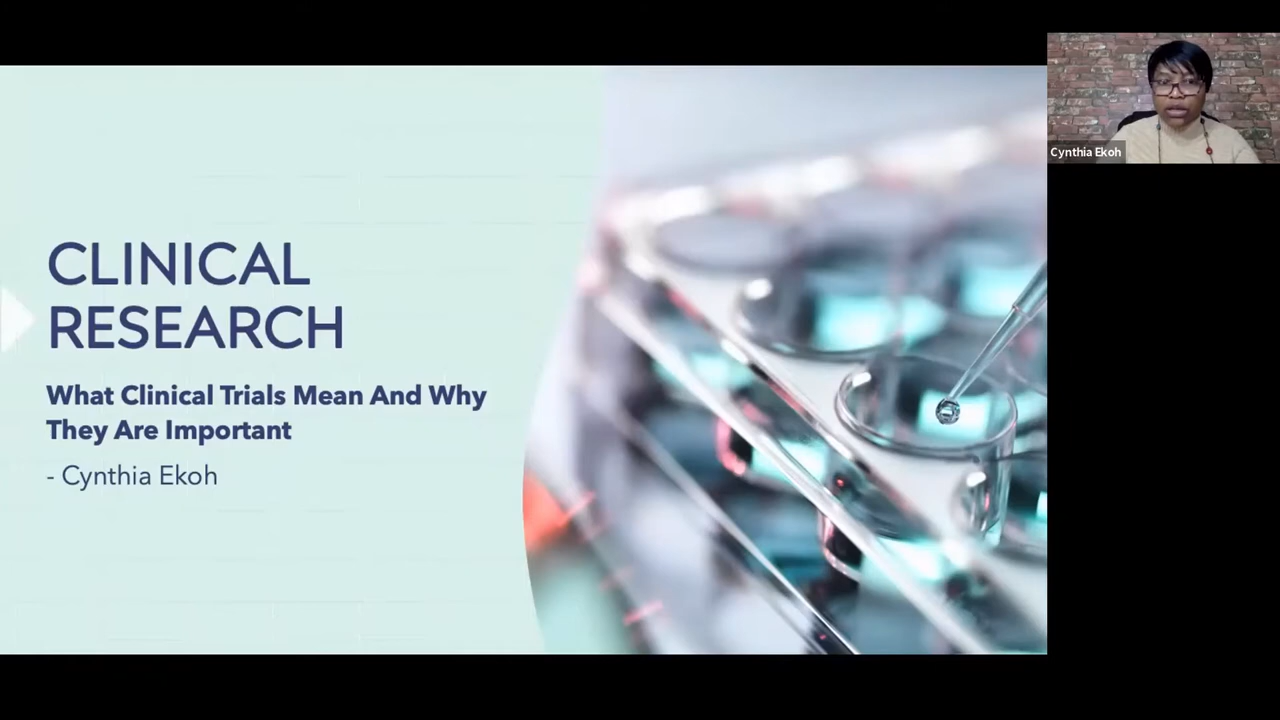 CLINICAL
RESEARCH
What Clinical Trials Mean And Why
They Are Important
- Cynthia Ekoh
Cynthia Ekoh